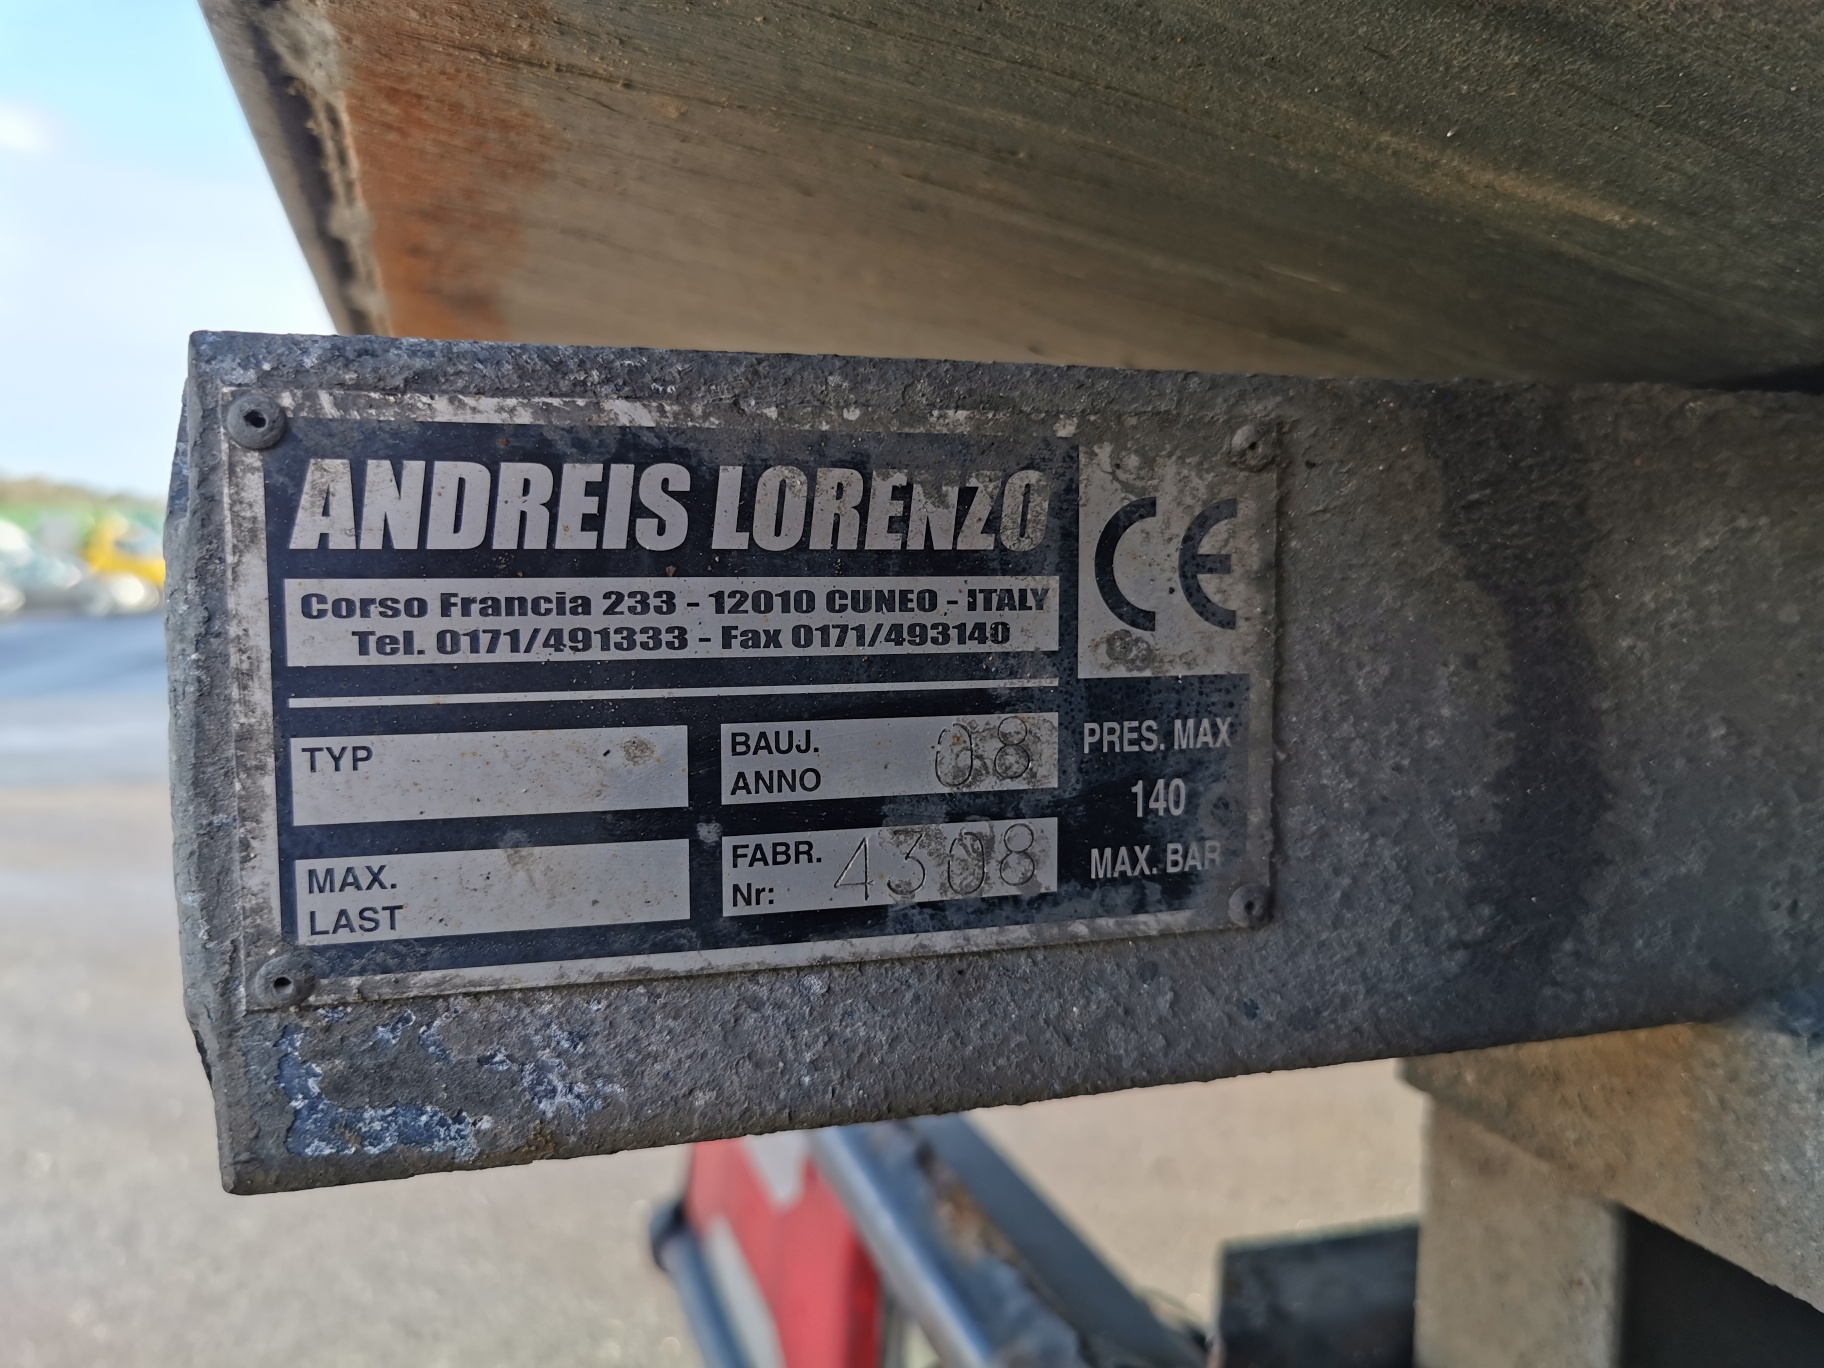 ANDREIS LORENZO
CE
Corso Francia 233 - 12010 CUNEO - ITALY
Tel. 0171/491333 - Fax 0171/493140
TYP
BAUJ.
ANNO 08
PRES. MAX
140
MAX. BAR
MAX.
LAST
FABR.
Nr: 4308